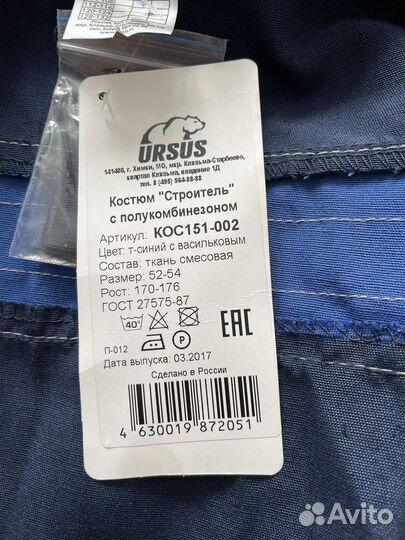 URSUS
141400, г. Химки, МО, мкр. Клязьма-Старбеево,
квартал Клязьма, владение 1Д
тел. 8 (495) 564-88-88
Костюм "Строитель"
с полукомбинезоном
Артикул: КОС151-002
Цвет: т-синий с васильковым
Состав: ткань смесовая
Размер: 52-54
Рост: 170-176
ГОСТ 27575-87
40°
EAC
П-012
Дата выпуска: 03.2017
Сделано в России
4 630019 872051
Avito